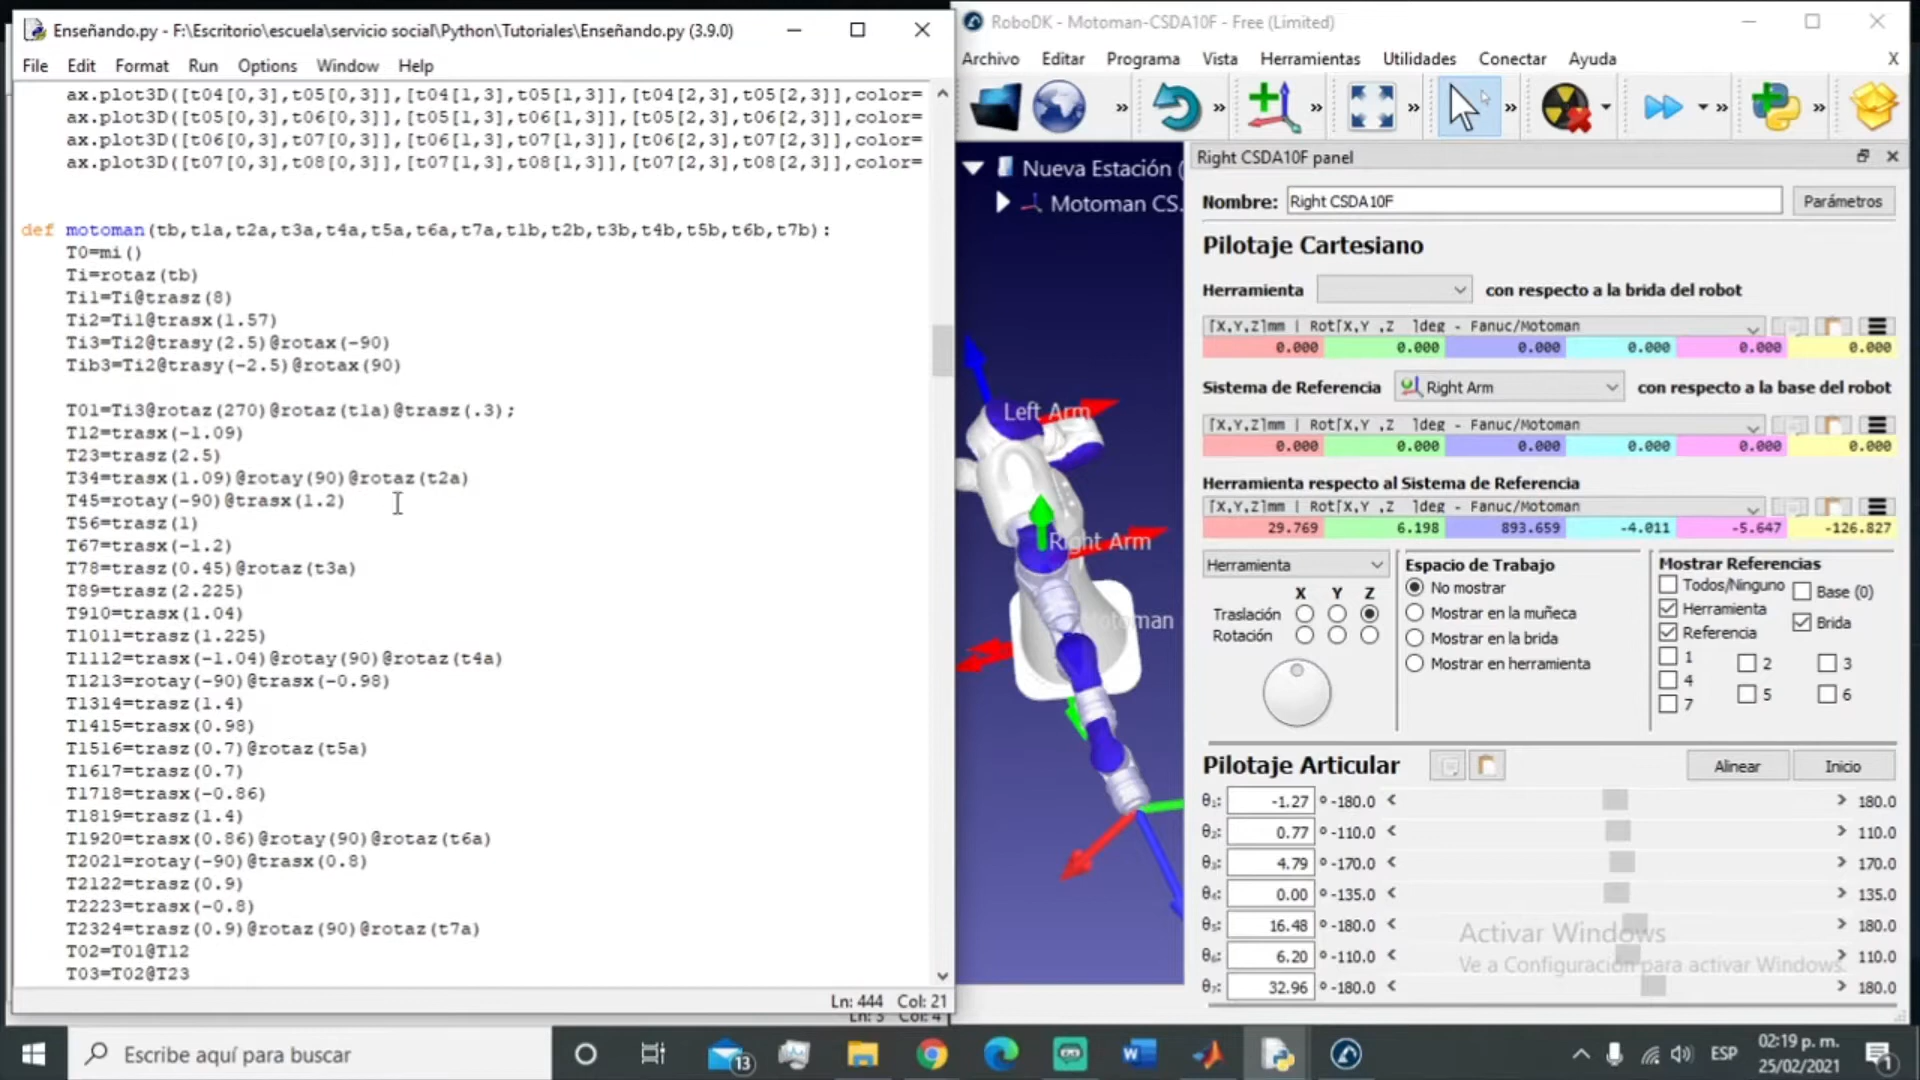 Enseñando.py - F:\Escritorio\escuela\servicio social\Python\Tutoriales\Enseñando.py (3.9.0)
File Edit Format Run Options Window Help
ax.plot3D([t04[0,3],t05[0,3]],[t04[1,3],t05[1,3]],[t04[2,3],t05[2,3]],color=
ax.plot3D([t05[0,3],t06[0,3]],[t05[1,3],t06[1,3]],[t05[2,3],t06[2,3]],color=
ax.plot3D([t06[0,3],t07[0,3]],[t06[1,3],t07[1,3]],[t06[2,3],t07[2,3]],color=
ax.plot3D([t07[0,3],t08[0,3]],[t07[1,3],t08[1,3]],[t07[2,3],t08[2,3]],color=
def motoman(tb,t1a,t2a,t3a,t4a,t5a,t6a,t7a,t1b,t2b,t3b,t4b,t5b,t6b,t7b):
T0=mi()
Ti=rotaz(tb)
Ti1=Ti@trasz(8)
Ti2=Ti1@trasx(1.57)
Ti3=Ti2@trasy(2.5)@rotax(-90)
Tib3=Ti2@trasy(-2.5)@rotax(90)
T01=Ti3@rotaz(270)@rotaz(t1a)@trasz(.3);
T12=trasx(-1.09)
T23=trasz(2.5)
T34=trasx(1.09)@rotay(90)@rotaz(t2a)
T45=rotay(-90)@trasx(1.2)
T56=trasz(1)
T67=trasx(-1.2)
T78=trasz(0.45)@rotaz(t3a)
T89=trasz(2.225)
T910=trasx(1.04)
T1011=trasz(1.225)
T1112=trasx(-1.04)@rotay(90)@rotaz(t4a)
T1213=rotay(-90)@trasx(-0.98)
T1314=trasz(1.4)
T1415=trasx(0.98)
T1516=trasz(0.7)@rotaz(t5a)
T1617=trasz(0.7)
T1718=trasx(-0.86)
T1819=trasz(1.4)
T1920=trasx(0.86)@rotay(90)@rotaz(t6a)
T2021=rotay(-90)@trasx(0.8)
T2122=trasz(0.9)
T2223=trasx(-0.8)
T2324=trasz(0.9)@rotaz(90)@rotaz(t7a)
T02=T01@T12
T03=T02@T23
Ln: 444 Col: 21
Ln: 3 Col: 4
RoboDK - Motoman-CSDA10F - Free (Limited)
Archivo Editar Programa Vista Herramientas Utilidades Conectar Ayuda X
Nueva Estación (
Motoman CS.
Left Arm
Right Arm
Right CSDA10F panel
Nombre: Right CSDA10F Parámetros
Pilotaje Cartesiano
Herramienta con respecto a la brida del robot
[X,Y,Z]mm | Rot[X,Y ,Z ]deg - Fanuc/Motoman
0.000 0.000 0.000 0.000 0.000 0.000
Sistema de Referencia Right Arm con respecto a la base del robot
[X,Y,Z]mm | Rot[X,Y ,Z ]deg - Fanuc/Motoman
0.000 0.000 0.000 0.000 0.000 0.000
Herramienta respecto al Sistema de Referencia
[X,Y,Z]mm | Rot[X,Y ,Z ]deg - Fanuc/Motoman
29.769 6.198 893.659 -4.011 -5.647 -126.827
Herramienta
X Y Z
Traslación
Rotación
Espacio de Trabajo
No mostrar
Mostrar en la muñeca
Mostrar en la brida
Mostrar en herramienta
Mostrar Referencias
Todos/Ninguno Base (0)
Herramienta
Referencia Brida
1 2 3
4 5 6
7
Pilotaje Articular Alinear Inicio
θ₁: -1.27 º -180.0 < > 180.0
θ₂: 0.77 º -110.0 < > 110.0
θ₃: 4.79 º -170.0 < > 170.0
θ₄: 0.00 º -135.0 < > 135.0
θ₅: 16.48 º -180.0 < > 180.0
θ₆: 6.20 º -110.0 < > 110.0
θ₇: 32.96 º -180.0 < > 180.0
Activar Windows
Ve a Configuración para activar Windows.
Escribe aquí para buscar
13
ESP
02:19 p. m.
25/02/2021
1